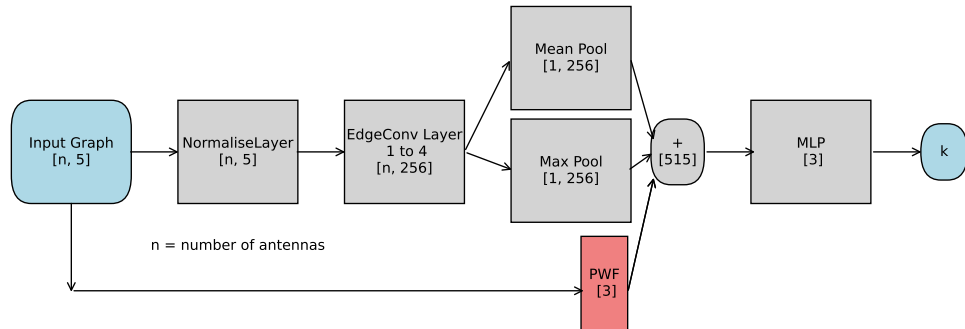 Input Graph
[n, 5]
NormaliseLayer
[n, 5]
EdgeConv Layer
1 to 4
[n, 256]
Mean Pool
[1, 256]
Max Pool
[1, 256]
+
[515]
MLP
[3]
k
n = number of antennas
PWF
[3]